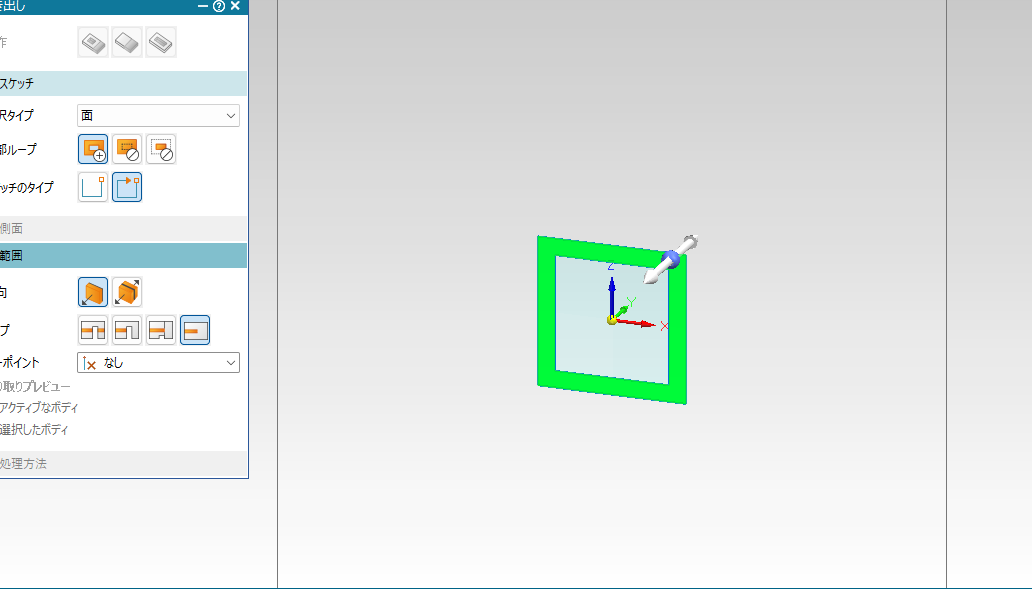 き出し
作
スケッチ
択タイプ
面
部ループ
ッチのタイプ
側面
範囲
向
プ
ーポイント
なし
り取りプレビュー
アクティブなボディ
選択したボディ
処理方法
Z
Y
X